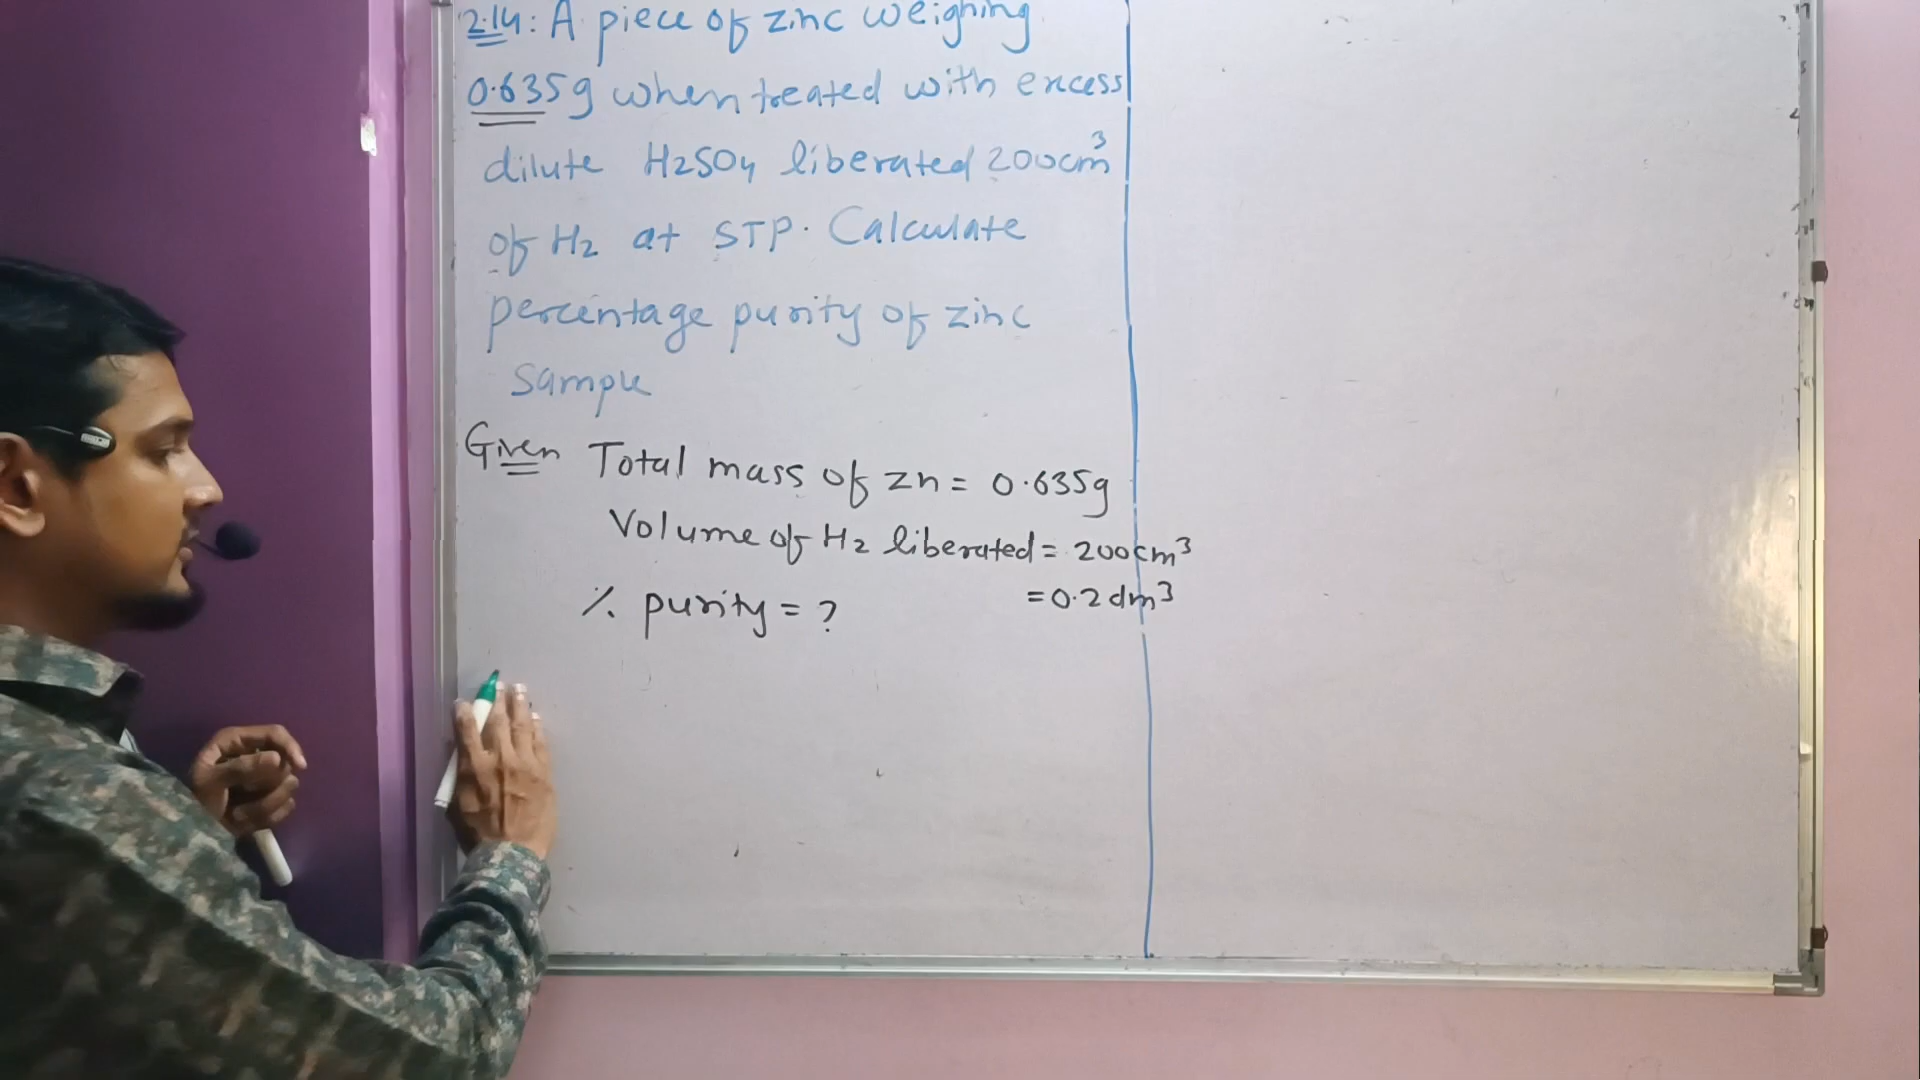 2.14: A piece of zinc weighing
0.635g when treated with excess
dilute H2SO4 liberated 200cm³
of H2 at STP. Calculate
percentage purity of zinc
sample
Given Total mass of zn = 0.635g
Volume of H2 liberated = 200cm³
= 0.2dm³
% purity = ?